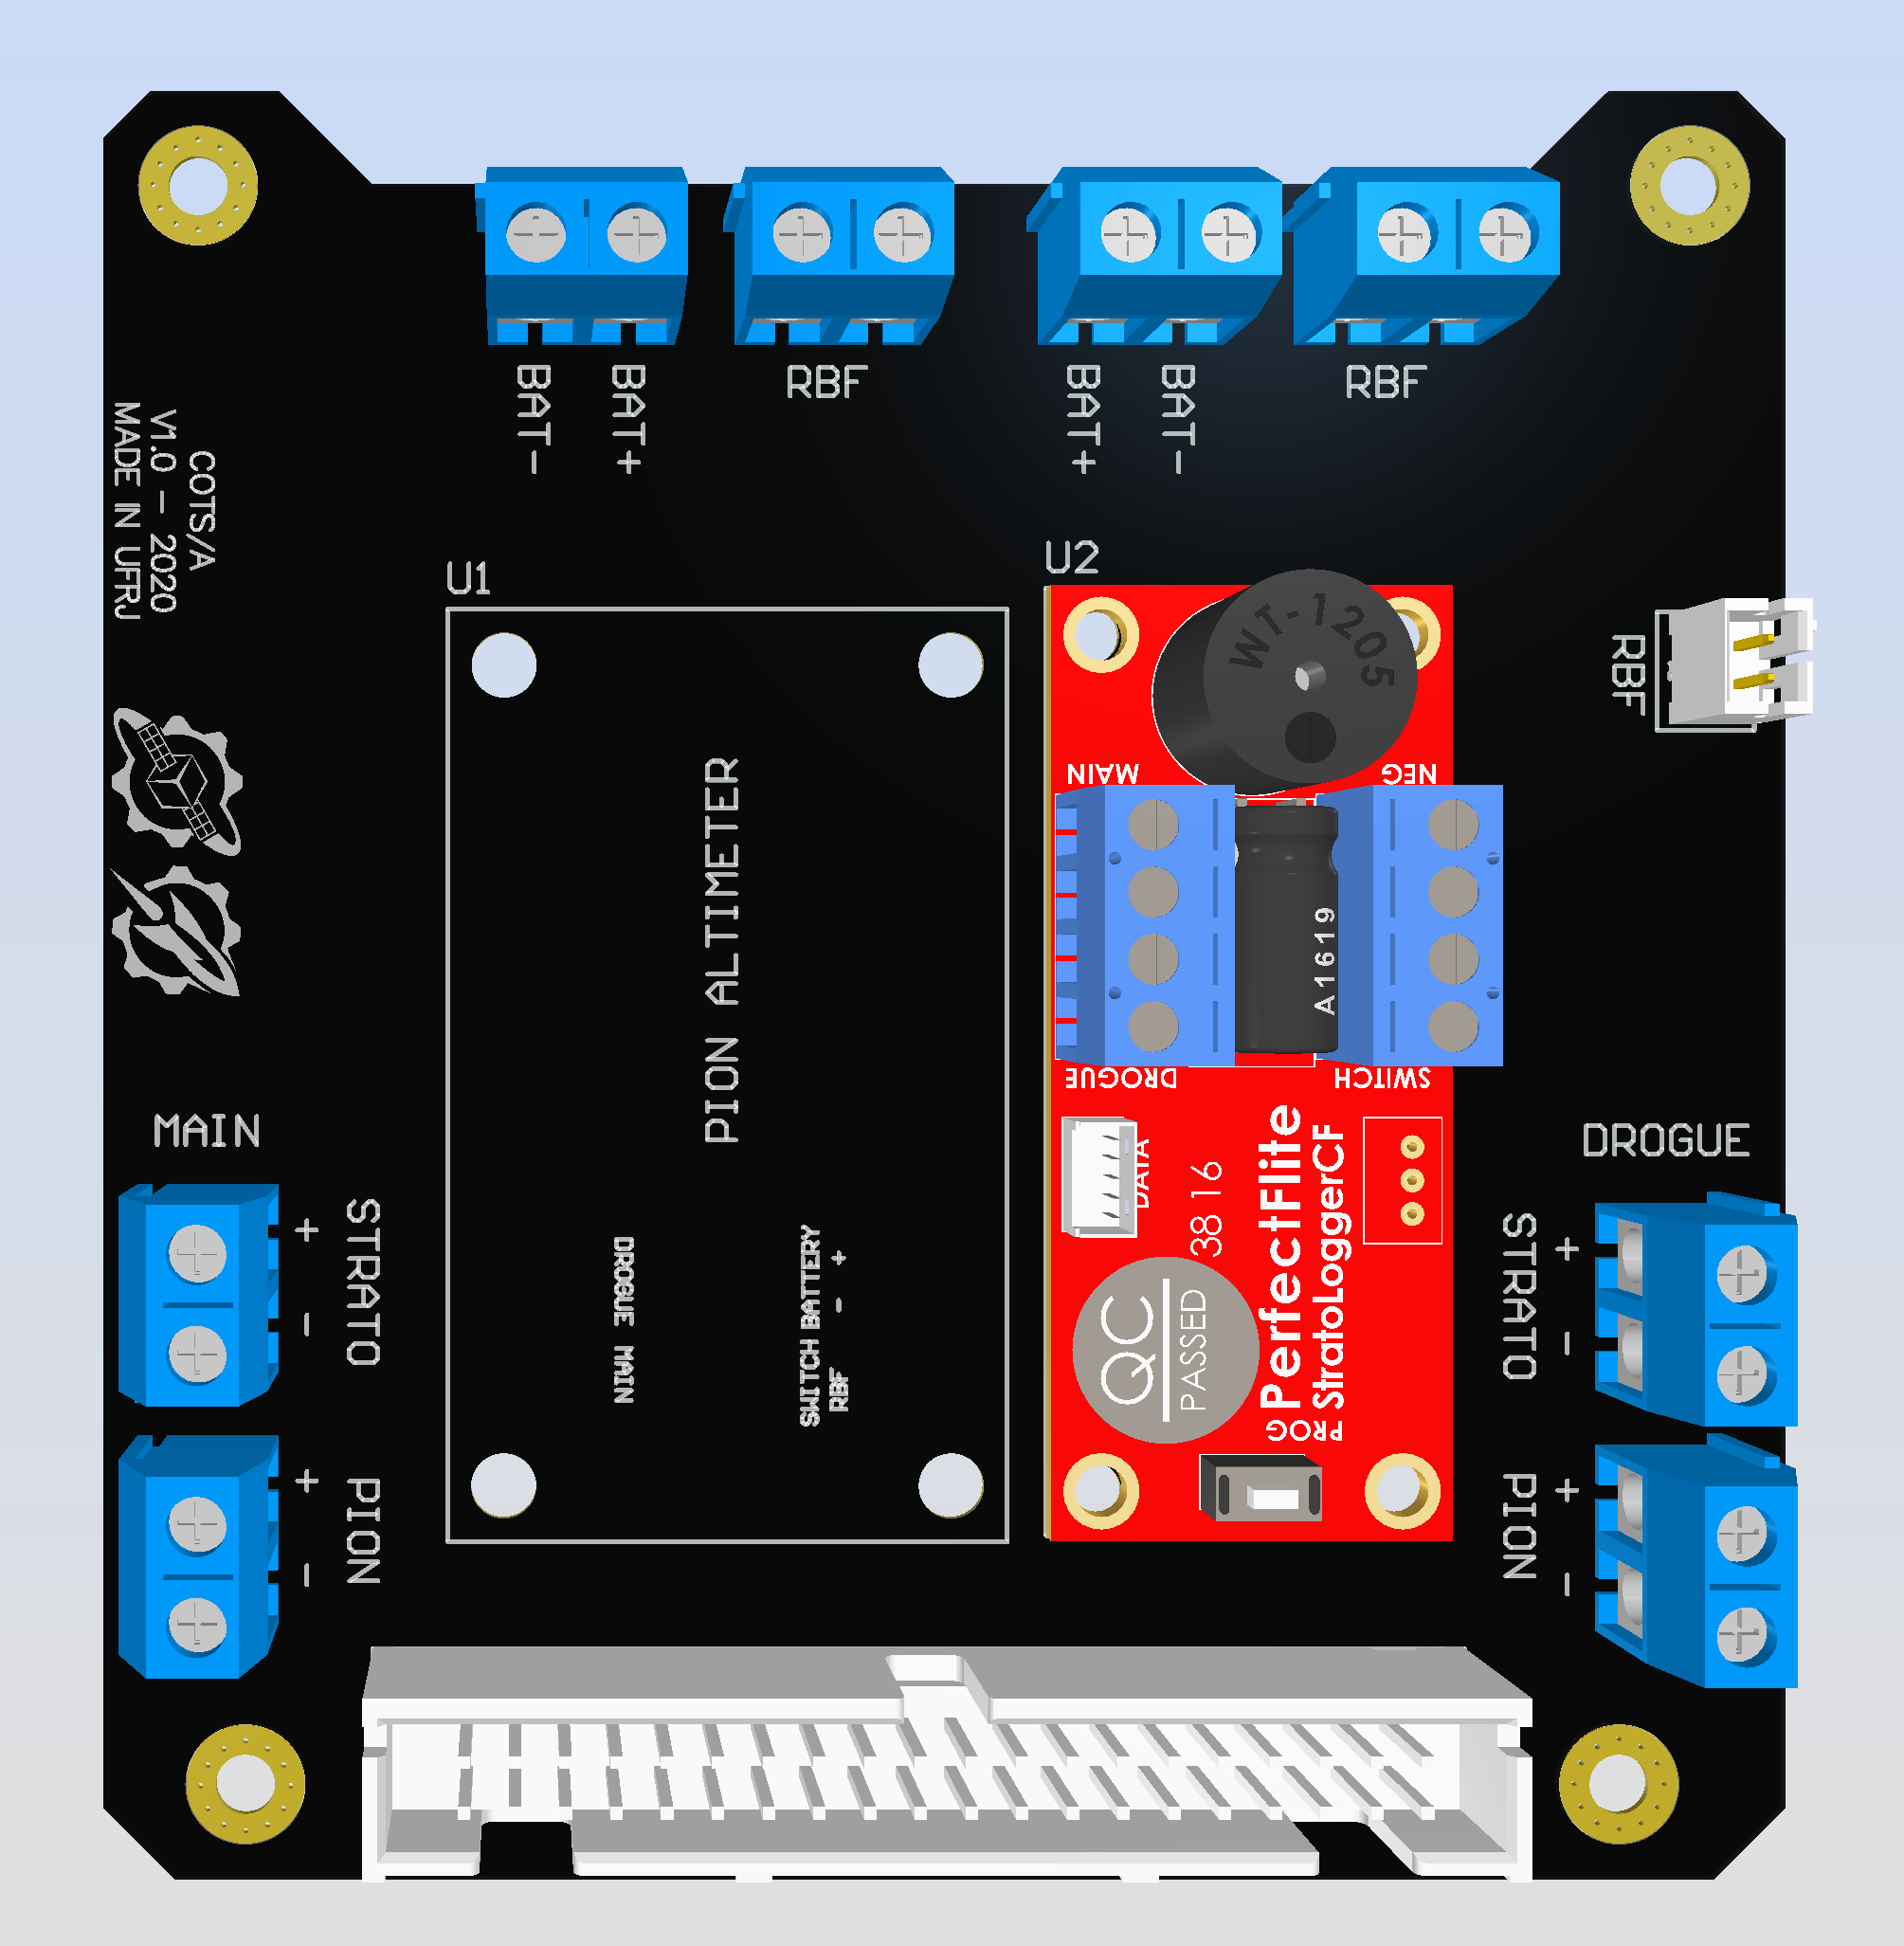 BAT-
BAT+
RBF
BAT+
BAT-
RBF
COTS/A
V1.0 - 2020
MADE IN UFRJ
U1
U2
WT-1205
RBF
MAIN
NEG
PION ALTIMETER
A1619
DROGUE
SWITCH
MAIN
DROGUE
DATA
38 16
PerfectFlite
StratoLoggerCF
QC
PASSED
PROG
STRATO
+
-
PION
+
-
DROGUE MAIN
SWITCH BATTERY
RBF - +
STRATO
+
-
PION
+
-